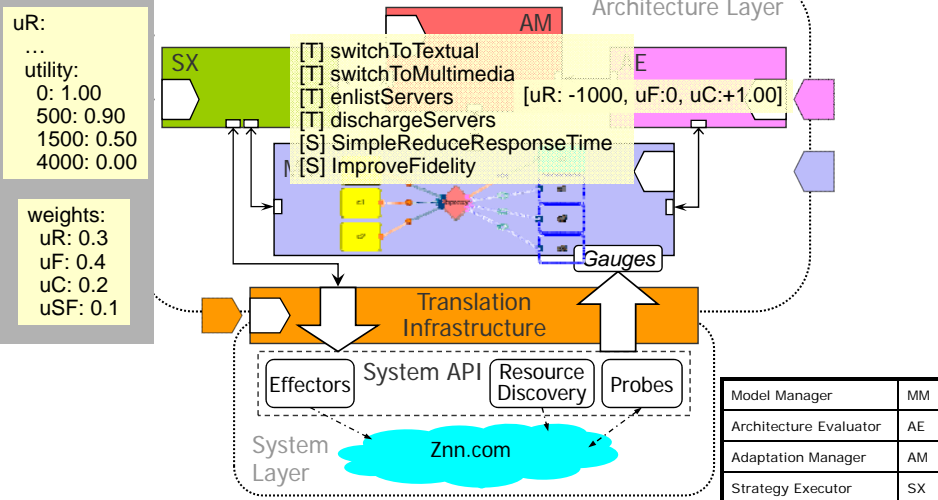 Architecture Layer
uR:
…
utility:
0: 1.00
500: 0.90
1500: 0.50
4000: 0.00
weights:
uR: 0.3
uF: 0.4
uC: 0.2
uSF: 0.1
AM
SX
AE
[T] switchToTextual
[T] switchToMultimedia
[T] enlistServers
[T] dischargeServers
[S] SimpleReduceResponseTime
[S] ImproveFidelity
[uR: -1000, uF:0, uC:+1.00]
Gauges
Translation
Infrastructure
System API
Effectors
Resource
Discovery
Probes
System
Layer
Znn.com
Model Manager MM
Architecture Evaluator AE
Adaptation Manager AM
Strategy Executor SX